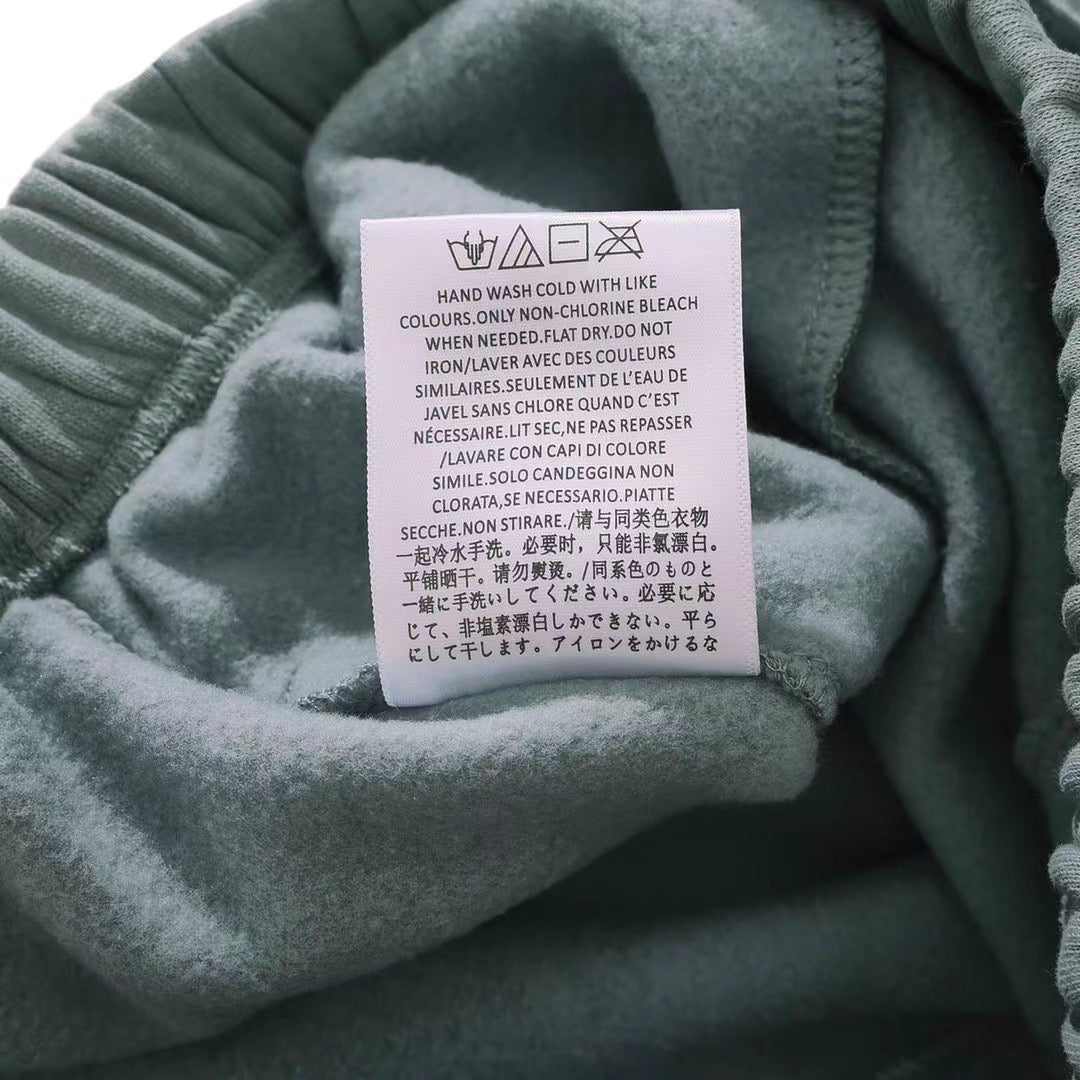 HAND WASH COLD WITH LIKE
COLOURS.ONLY NON-CHLORINE BLEACH
WHEN NEEDED.FLAT DRY.DO NOT
IRON/LAVER AVEC DES COULEURS
SIMILAIRES.SEULEMENT DE L'EAU DE
JAVEL SANS CHLORE QUAND C'EST
NÉCESSAIRE.LIT SEC,NE PAS REPASSER
/LAVARE CON CAPI DI COLORE
SIMILE.SOLO CANDEGGINA NON
CLORATA,SE NECESSARIO.PIATTE
SECCHE.NON STIRARE./请与同类色衣物
一起冷水手洗。必要时，只能非氯漂白。
平铺晒干。请勿熨烫。/同系色のものと
一緒に手洗いしてください。必要に応
じて、非塩素漂白しかできない。平ら
にして干します。アイロンをかけるな